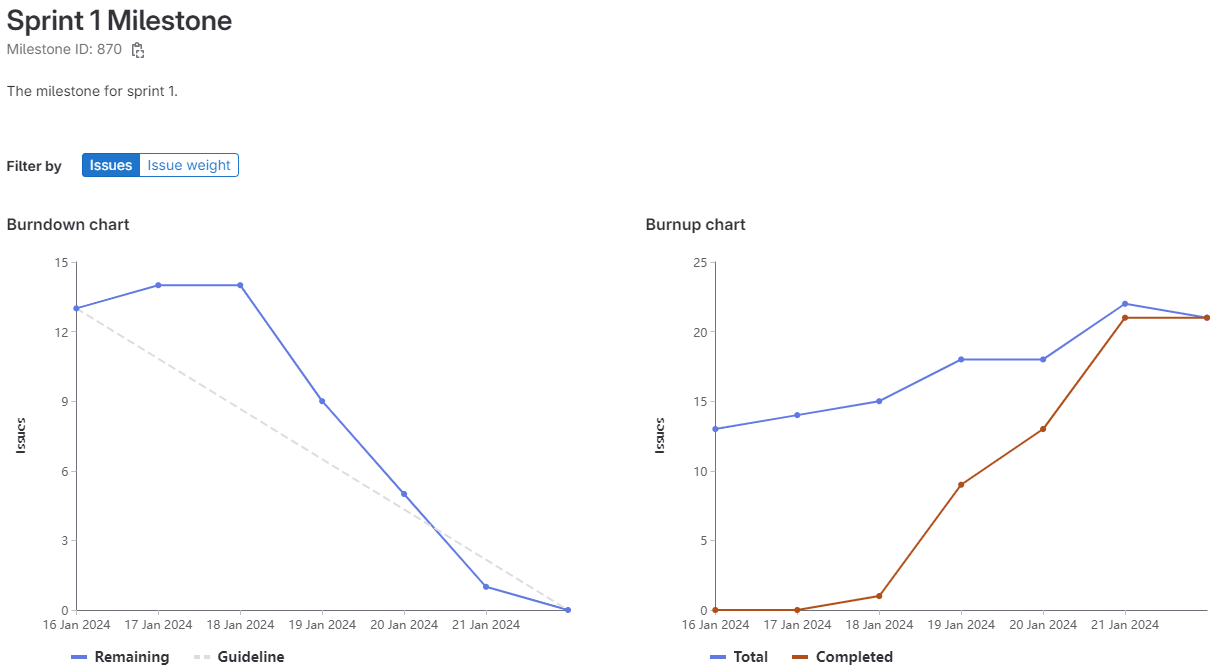 Sprint 1 Milestone
Milestone ID: 870
The milestone for sprint 1.
Filter by Issues Issue weight
Burndown chart
15
12
9
6
3
0
Issues
16 Jan 2024 17 Jan 2024 18 Jan 2024 19 Jan 2024 20 Jan 2024 21 Jan 2024
Remaining Guideline
Burnup chart
25
20
15
10
5
0
Issues
16 Jan 2024 17 Jan 2024 18 Jan 2024 19 Jan 2024 20 Jan 2024 21 Jan 2024
Total Completed